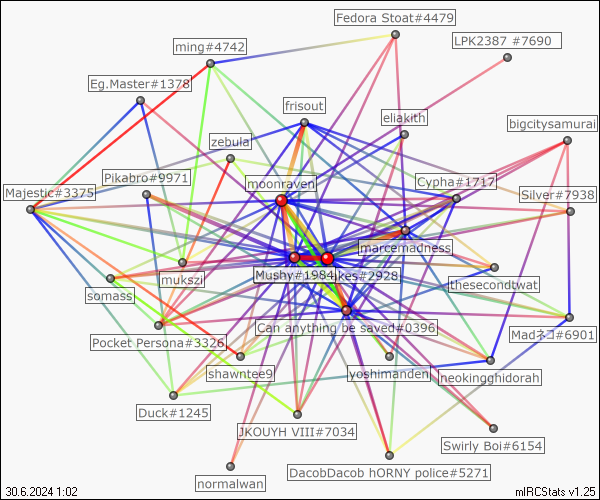 Fedora Stoat#4479
LPK2387 #7690
ming#4742
Eg.Master#1378
frisout
eliakith
bigcitysamurai
zebula
Pikabro#9971
moonraven
Cypha#1717
Majestic#3375
Silver#7938
marcemadness
mukszi
Mushy#1984
kes#2928
thesecondtwat
somass
Can anything be saved#0396
Madネコ#6901
Pocket Persona#3326
shawntee9
yoshimanden
neokingghidorah
Duck#1245
JKOUYH VIII#7034
Swirly Boi#6154
normalwan
DacobDacob hORNY police#5271
30.6.2024 1:02
mIRCStats v1.25